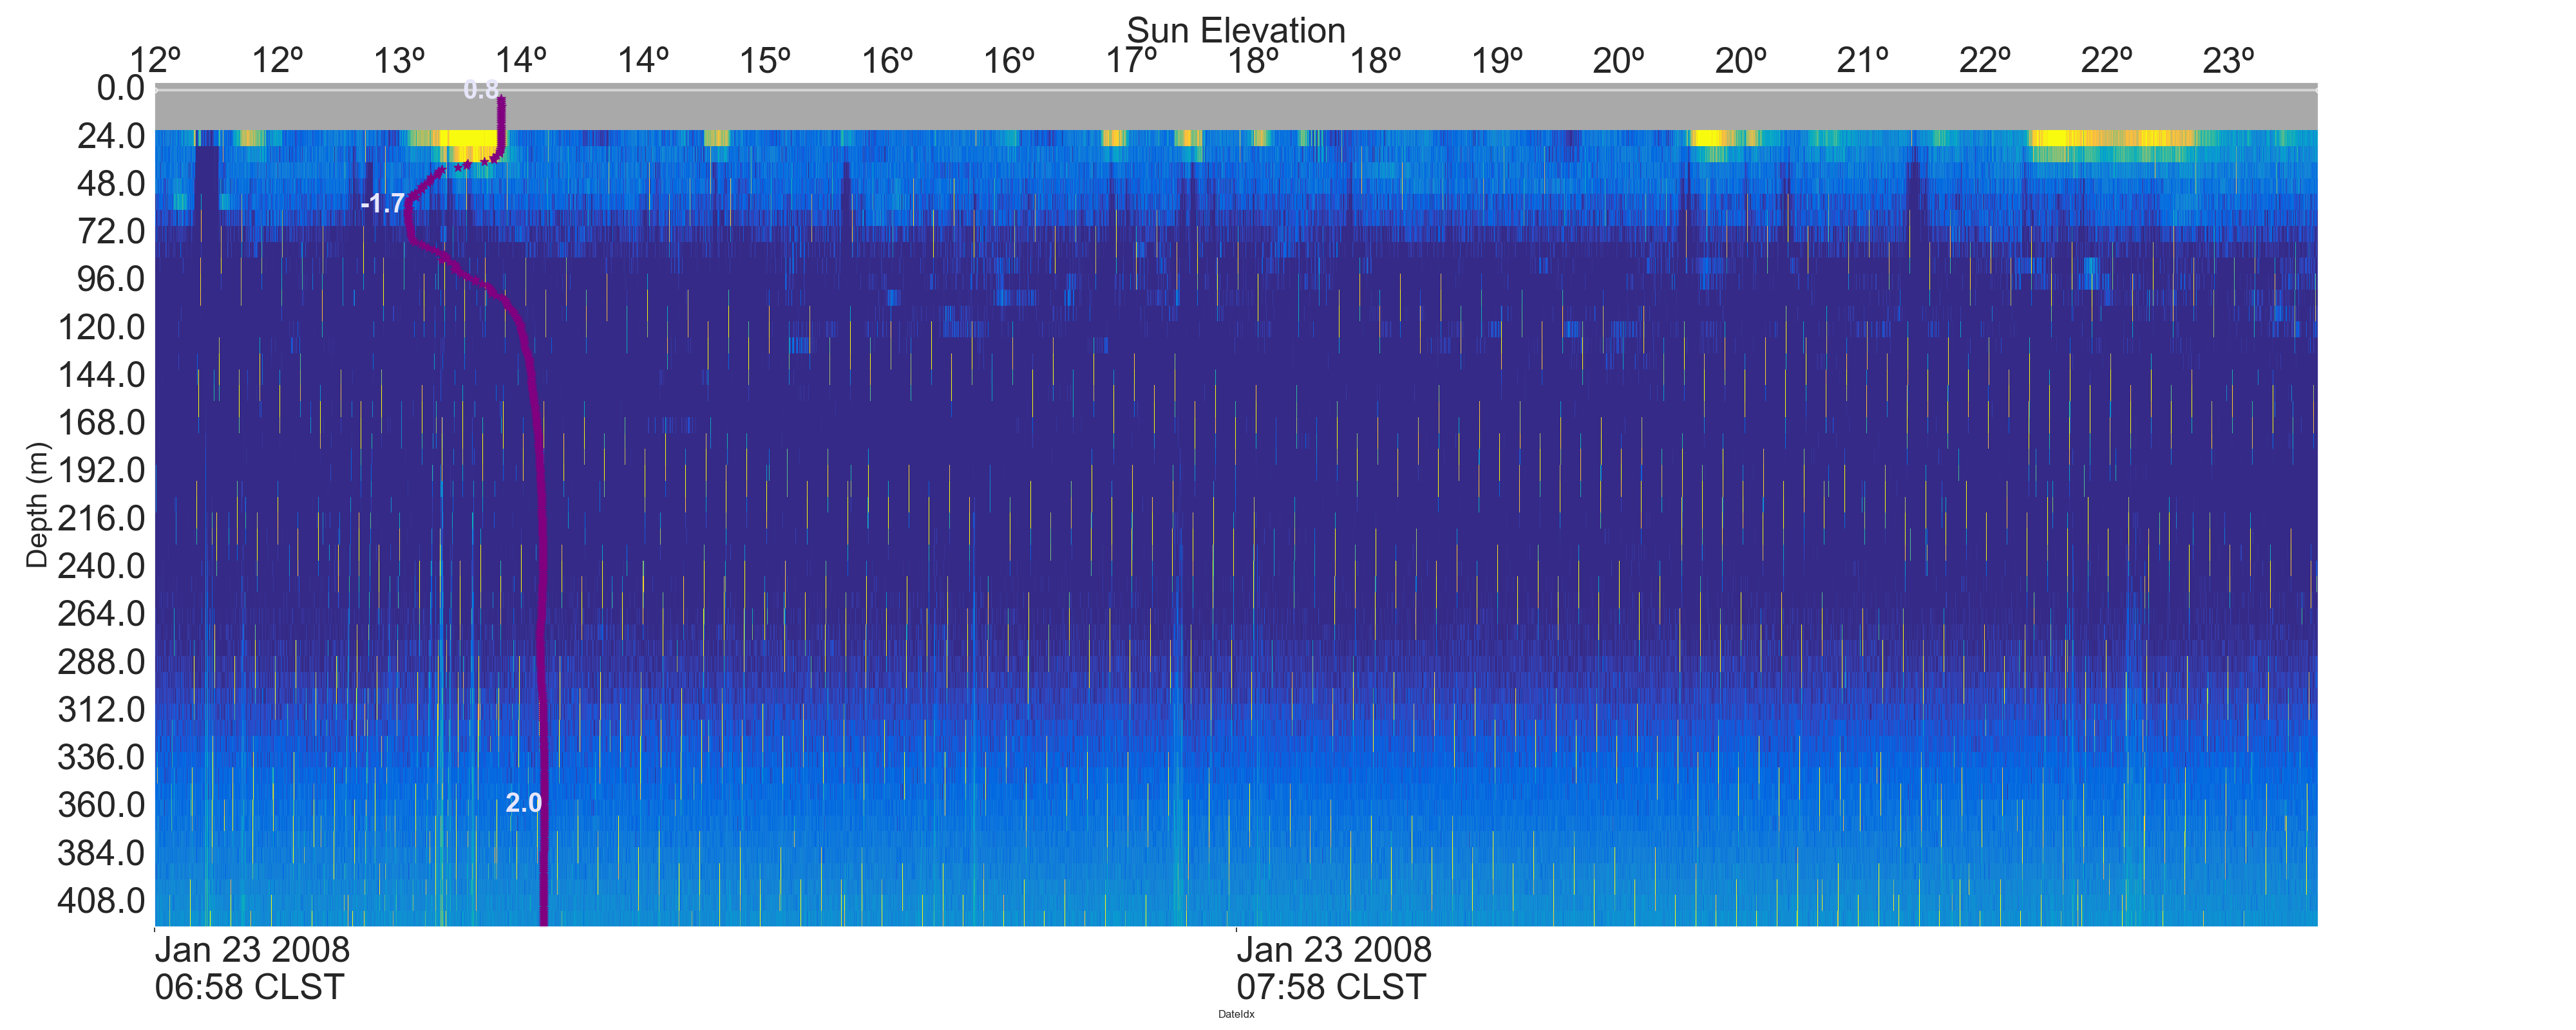 Sun Elevation
12º 12º 13º 14º 14º 15º 16º 16º 17º 18º 18º 19º 20º 20º 21º 22º 22º 23º
0.0
0.8
24.0
48.0
-1.7
72.0
96.0
120.0
144.0
168.0
192.0
216.0
240.0
264.0
288.0
312.0
336.0
360.0
2.0
384.0
408.0
Depth (m)
Jan 23 2008
06:58 CLST
Jan 23 2008
07:58 CLST
DateIdx